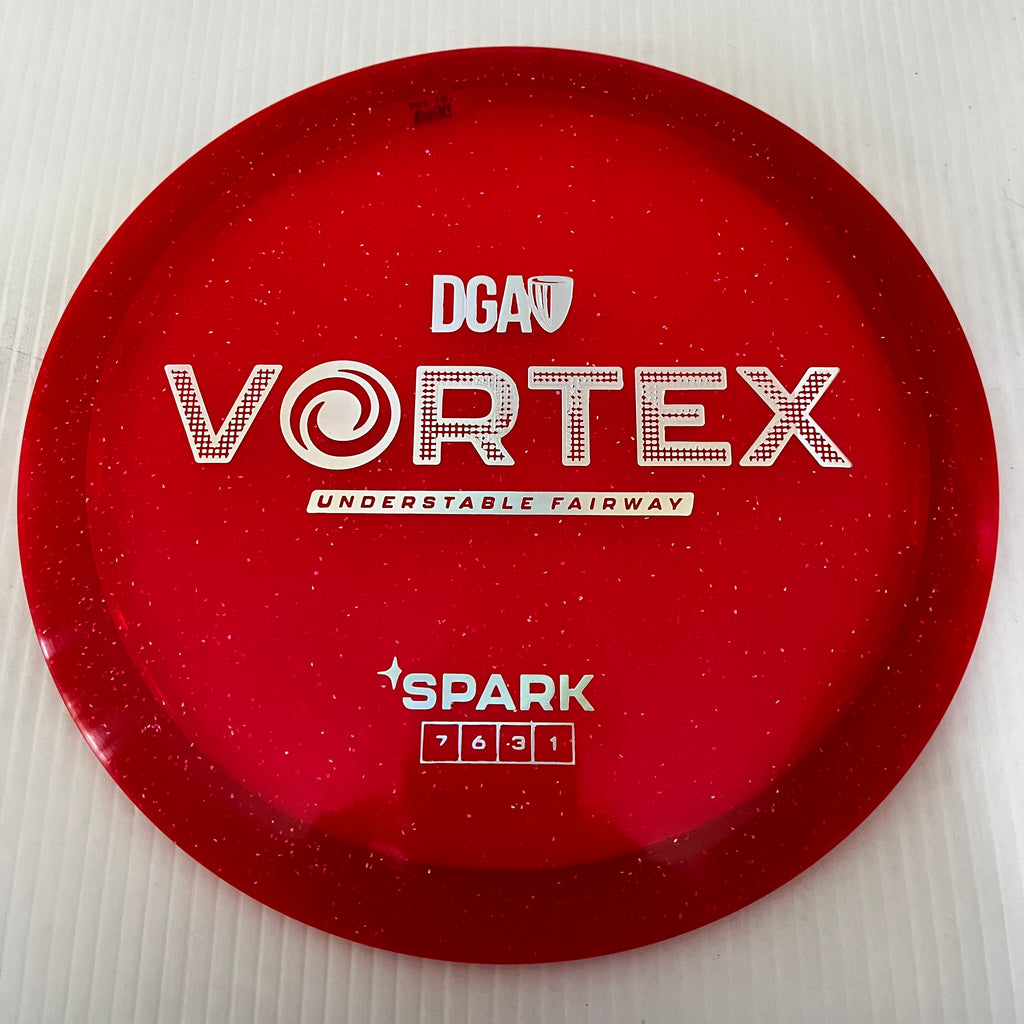 DGA
VORTEX
UNDERSTABLE FAIRWAY
SPARK
7 6 3 1